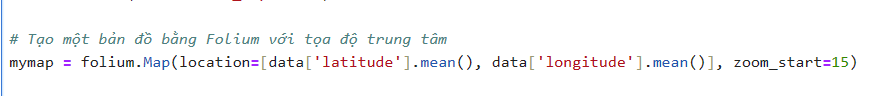 # Tạo một bản đồ bằng Folium với tọa độ trung tâm
mymap = folium.Map(location=[data['latitude'].mean(), data['longitude'].mean()], zoom_start=15)